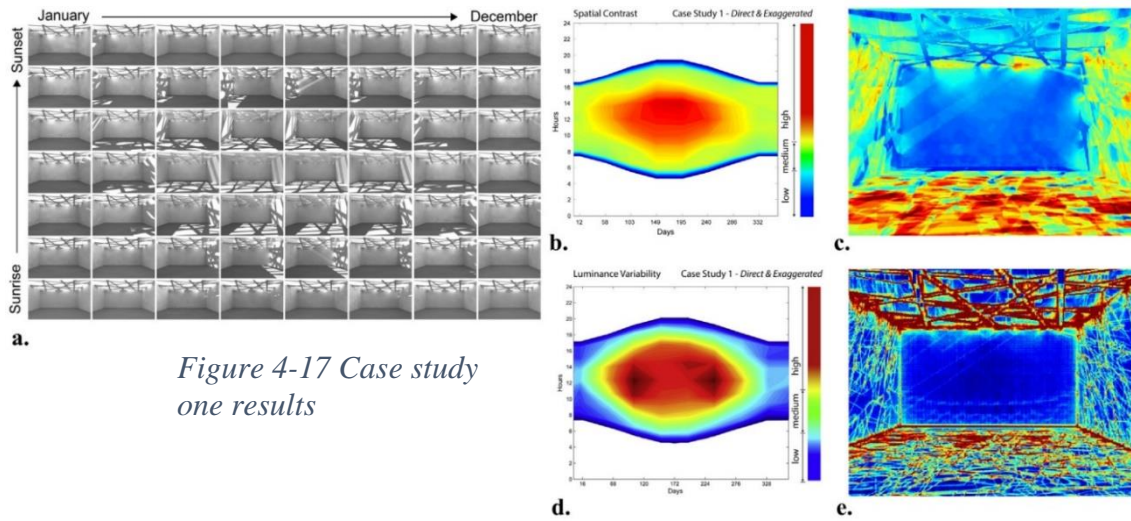 January December
Sunset
Sunrise
a.
Figure 4-17 Case study
one results
Spatial Contrast Case Study 1 - Direct & Exaggerated
24
22
20
18
16
14
12
10
8
6
4
2
0
Hours
12 58 103 149 195 240 286 332
Days
high
medium
low
b.
c.
Luminance Variability Case Study 1 - Direct & Exaggerated
24
22
20
18
16
14
12
10
8
6
4
2
0
Hours
16 68 120 172 224 276 328
Days
high
medium
low
d.
e.